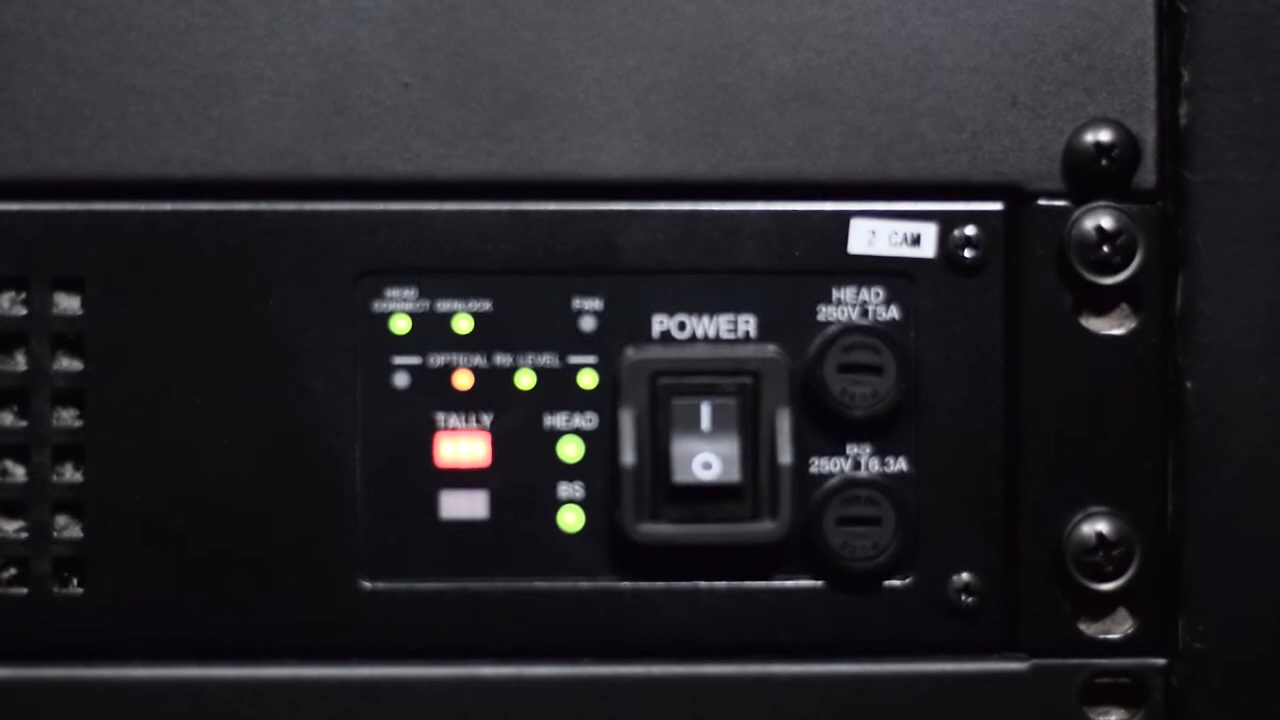 2 CAM
HEAD
CONNECT GENLOCK
FAN
OPTICAL RX LEVEL
TALLY
HEAD
BS
POWER
I
O
HEAD
250V T5A
BS
250V T6.3A